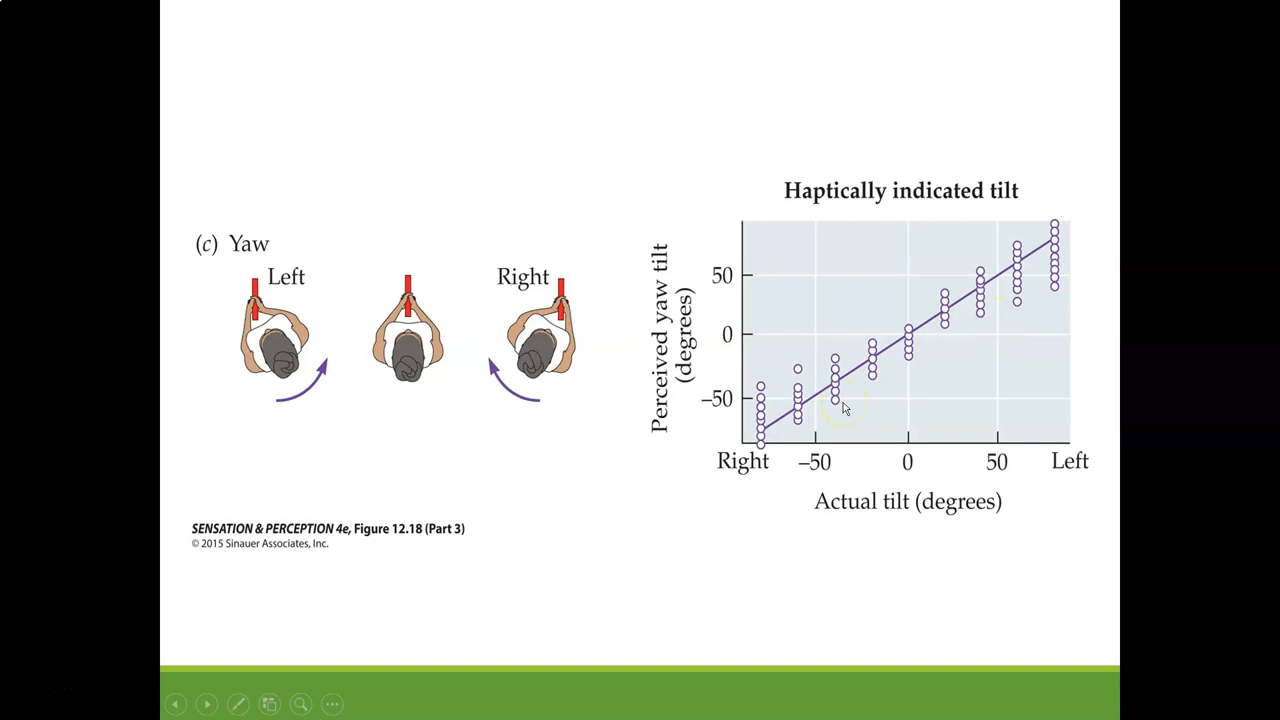 (c) Yaw
Left
Right
SENSATION & PERCEPTION 4e, Figure 12.18 (Part 3)
© 2015 Sinauer Associates, Inc.
Haptically indicated tilt
Perceived yaw tilt
(degrees)
50
0
–50
Right
–50
0
50
Left
Actual tilt (degrees)